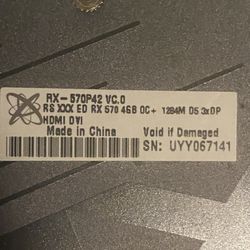 RX-570P42 VC.0
RS XXX ED RX 570 4GB OC+ 1284M D5 3xDP
HDMI DVI
Made in China Void if Damaged
SN: UYY067141